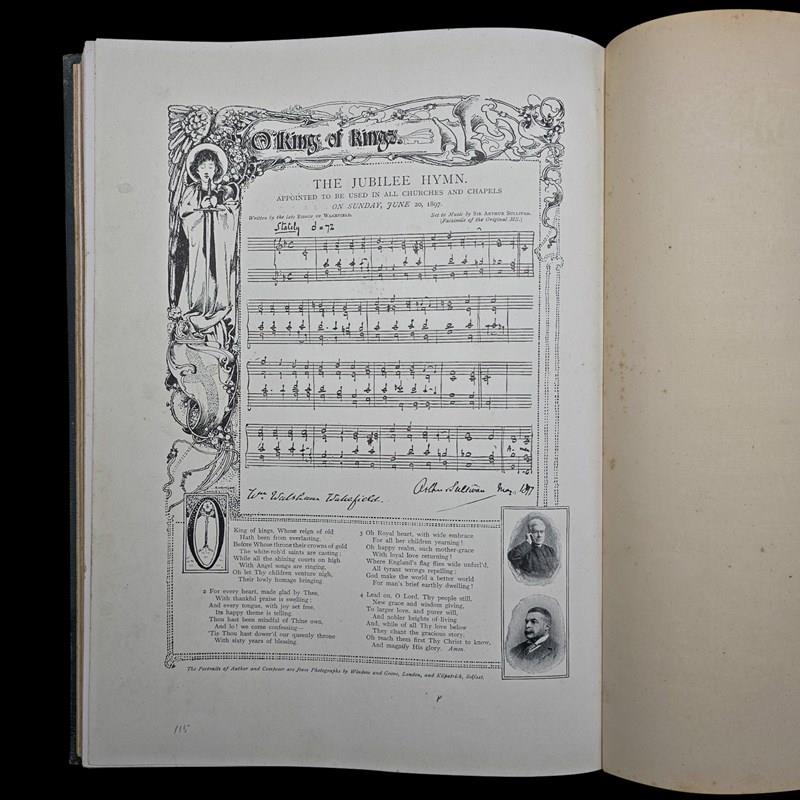 O King of Kings.
THE JUBILEE HYMN.
APPOINTED TO BE USED IN ALL CHURCHES AND CHAPELS
ON SUNDAY, JUNE 20, 1897.
Written by the late BISHOP OF WAKEFIELD.
Set to Music by SIR ARTHUR SULLIVAN.
(Facsimile of the Original MS.)
Stately = 72
Wm Walsham Wakefield.
Arthur Sullivan May, 1897
O King of kings, Whose reign of old
Hath been from everlasting,
Before Whose throne their crowns of gold
The white-rob'd saints are casting;
While all the shining courts on high
With Angel songs are ringing,
Oh let Thy children venture nigh,
Their lowly homage bringing.
2 For every heart, made glad by Thee,
With thankful praise is swelling;
And every tongue, with joy set free,
Its happy theme is telling.
Thou hast been mindful of Thine own,
And lo! we come confessing—
'Tis Thou hast dower'd our queenly throne
With sixty years of blessing.
3 Oh Royal heart, with wide embrace
For all her children yearning!
Oh happy realm, such mother-grace
With loyal love returning!
Where England's flag flies wide unfurl'd,
All tyrant wrongs repelling;
God make the world a better world
For man's brief earthly dwelling!
4 Lead on, O Lord, Thy people still,
New grace and wisdom giving,
To larger love, and purer will,
And nobler heights of living.
And, while of all Thy love below
They chant the gracious story,
Oh teach them first Thy Christ to know,
And magnify His glory. Amen.
The Portraits of Author and Composer are from Photographs by Window and Grove, London, and Kilpatrick, Belfast.
115